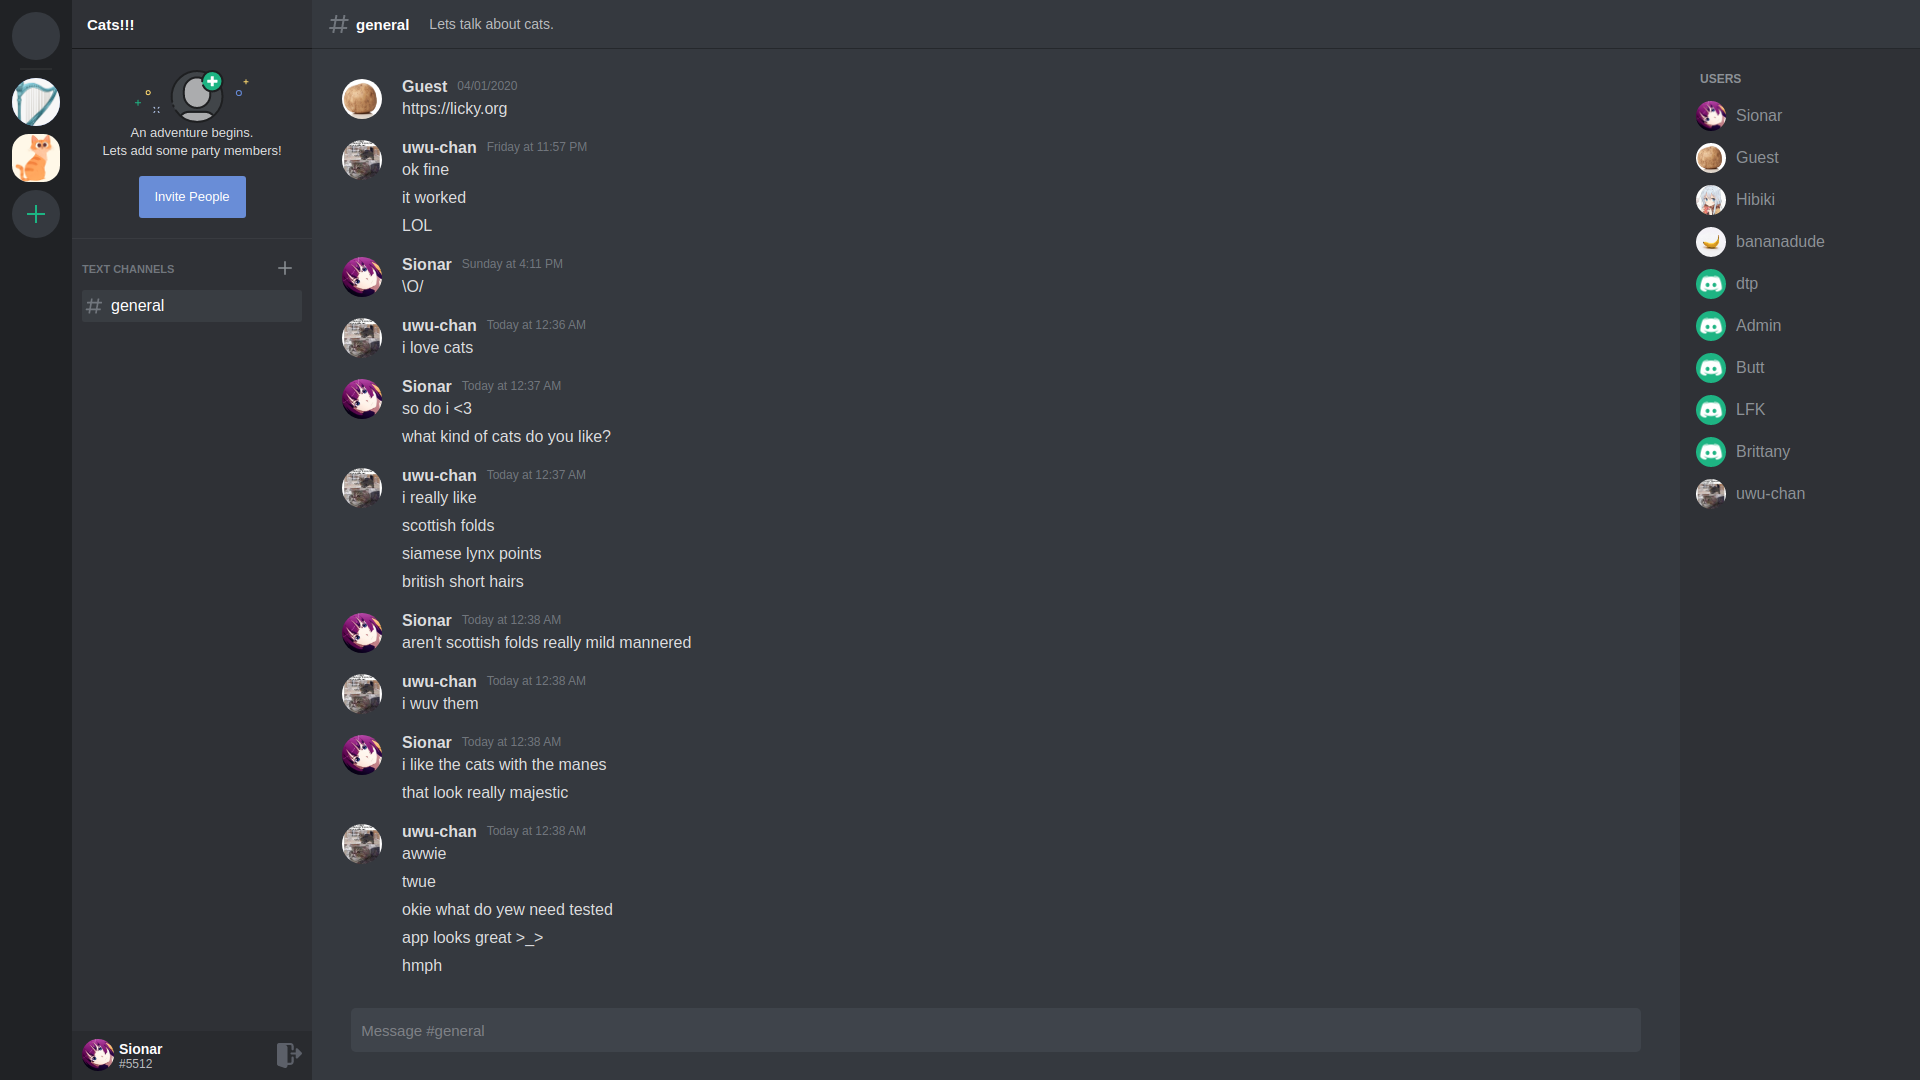 Cats!!!
An adventure begins.
Lets add some party members!
Invite People
TEXT CHANNELS
general
Sionar
#5512
general Lets talk about cats.
Guest 04/01/2020
https://licky.org
uwu-chan Friday at 11:57 PM
ok fine
it worked
LOL
Sionar Sunday at 4:11 PM
\O/
uwu-chan Today at 12:36 AM
i love cats
Sionar Today at 12:37 AM
so do i <3
what kind of cats do you like?
uwu-chan Today at 12:37 AM
i really like
scottish folds
siamese lynx points
british short hairs
Sionar Today at 12:38 AM
aren't scottish folds really mild mannered
uwu-chan Today at 12:38 AM
i wuv them
Sionar Today at 12:38 AM
i like the cats with the manes
that look really majestic
uwu-chan Today at 12:38 AM
awwie
twue
okie what do yew need tested
app looks great >_>
hmph
Message #general
USERS
Sionar
Guest
Hibiki
bananadude
dtp
Admin
Butt
LFK
Brittany
uwu-chan